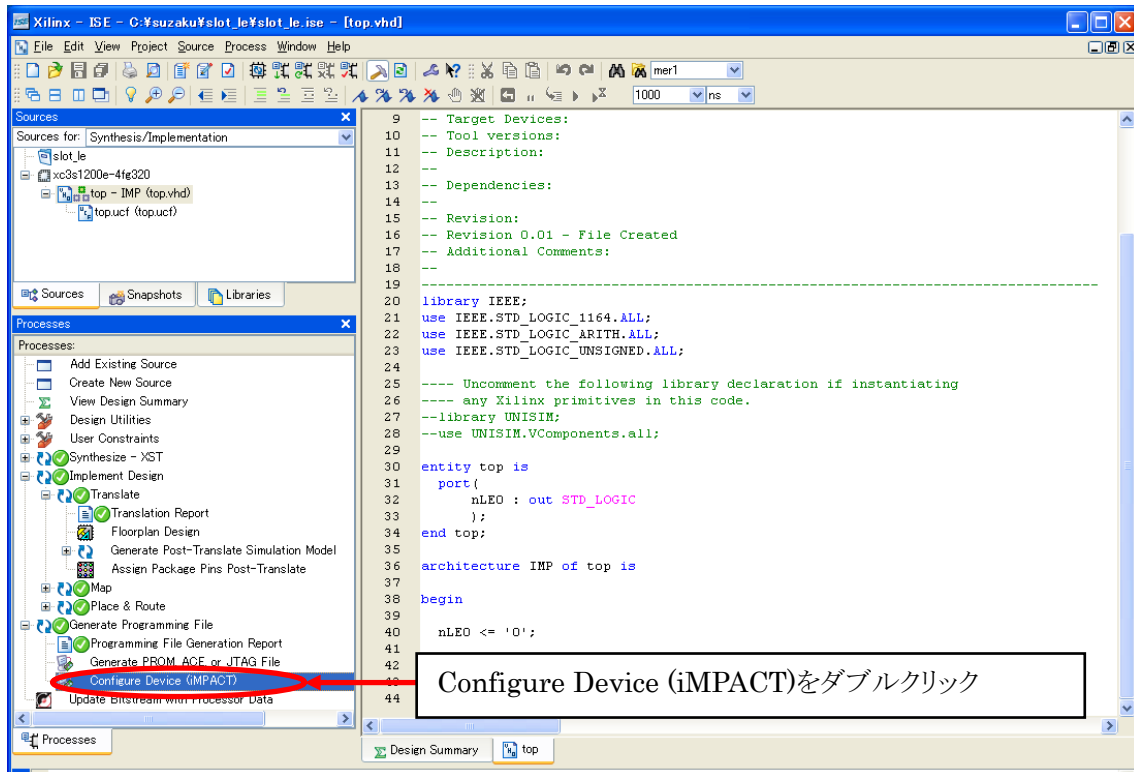 Xilinx - ISE - C:¥suzaku¥slot_le¥slot_le.ise - [top.vhd]
File Edit View Project Source Process Window Help
mer1
1000 ns
Sources
Sources for: Synthesis/Implementation
slot_le
xc3s1200e-4fg320
top - IMP (top.vhd)
top.ucf (top.ucf)
Sources Snapshots Libraries
Processes
Processes:
Add Existing Source
Create New Source
View Design Summary
Design Utilities
User Constraints
Synthesize - XST
Implement Design
Translate
Translation Report
Floorplan Design
Generate Post-Translate Simulation Model
Assign Package Pins Post-Translate
Map
Place & Route
Generate Programming File
Programming File Generation Report
Generate PROM, ACE, or JTAG File
Configure Device (iMPACT)
Update Bitstream with Processor Data
Processes
9 -- Target Devices:
10 -- Tool versions:
11 -- Description:
12 --
13 -- Dependencies:
14 --
15 -- Revision:
16 -- Revision 0.01 - File Created
17 -- Additional Comments:
18 --
19 ----------------------------------------------------------------------------------
20 library IEEE;
21 use IEEE.STD_LOGIC_1164.ALL;
22 use IEEE.STD_LOGIC_ARITH.ALL;
23 use IEEE.STD_LOGIC_UNSIGNED.ALL;
24
25 ---- Uncomment the following library declaration if instantiating
26 ---- any Xilinx primitives in this code.
27 --library UNISIM;
28 --use UNISIM.VComponents.all;
29
30 entity top is
31 port(
32 nLE0 : out STD_LOGIC
33 );
34 end top;
35
36 architecture IMP of top is
37
38 begin
39
40 nLE0 <= '0';
41
42
43
44
Configure Device (iMPACT)をダブルクリック
Design Summary top